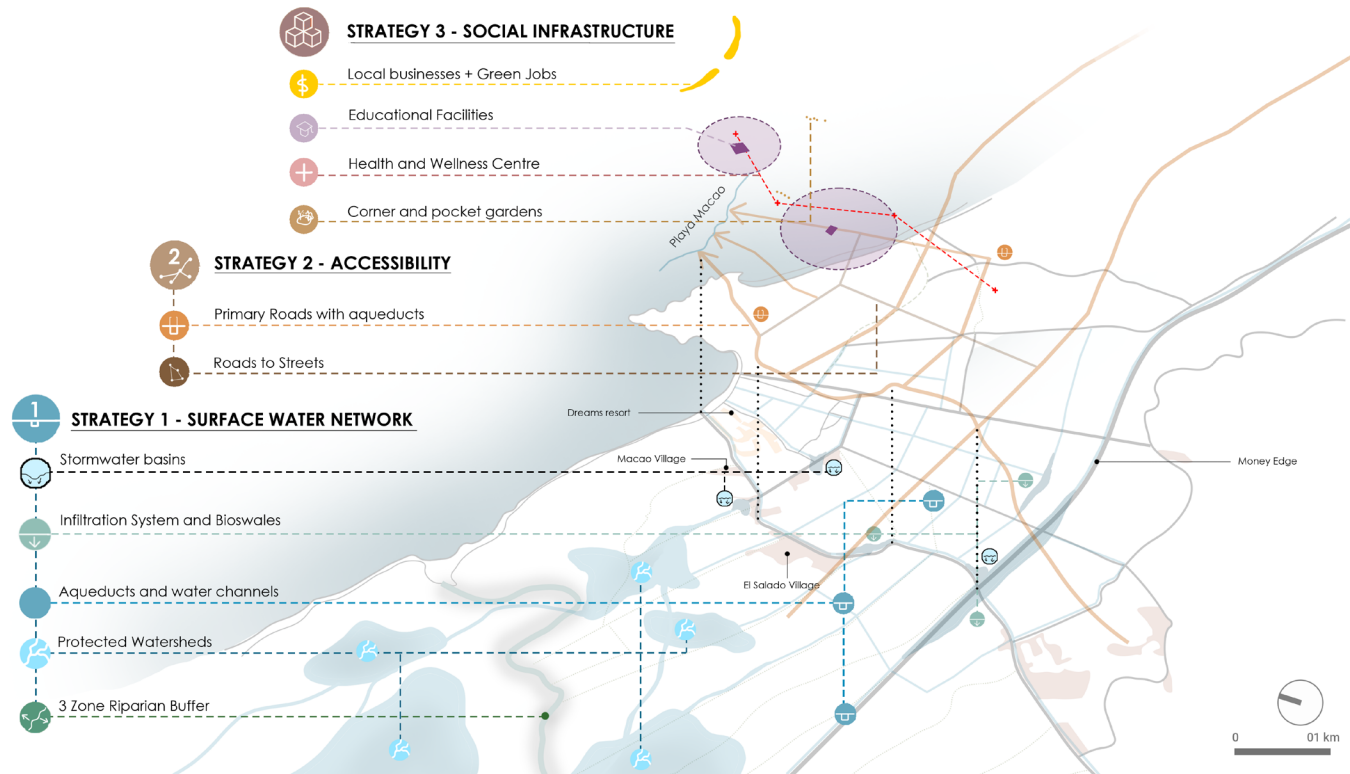 STRATEGY 3 - SOCIAL INFRASTRUCTURE
Local businesses + Green Jobs
$
Educational Facilities
Health and Wellness Centre
Corner and pocket gardens
Playa Macao
2
STRATEGY 2 - ACCESSIBILITY
Primary Roads with aqueducts
Roads to Streets
1
STRATEGY 1 - SURFACE WATER NETWORK
Stormwater basins
Infiltration System and Bioswales
Aqueducts and water channels
Protected Watersheds
3 Zone Riparian Buffer
Dreams resort
Macao Village
El Salado Village
Money Edge
0 01 km